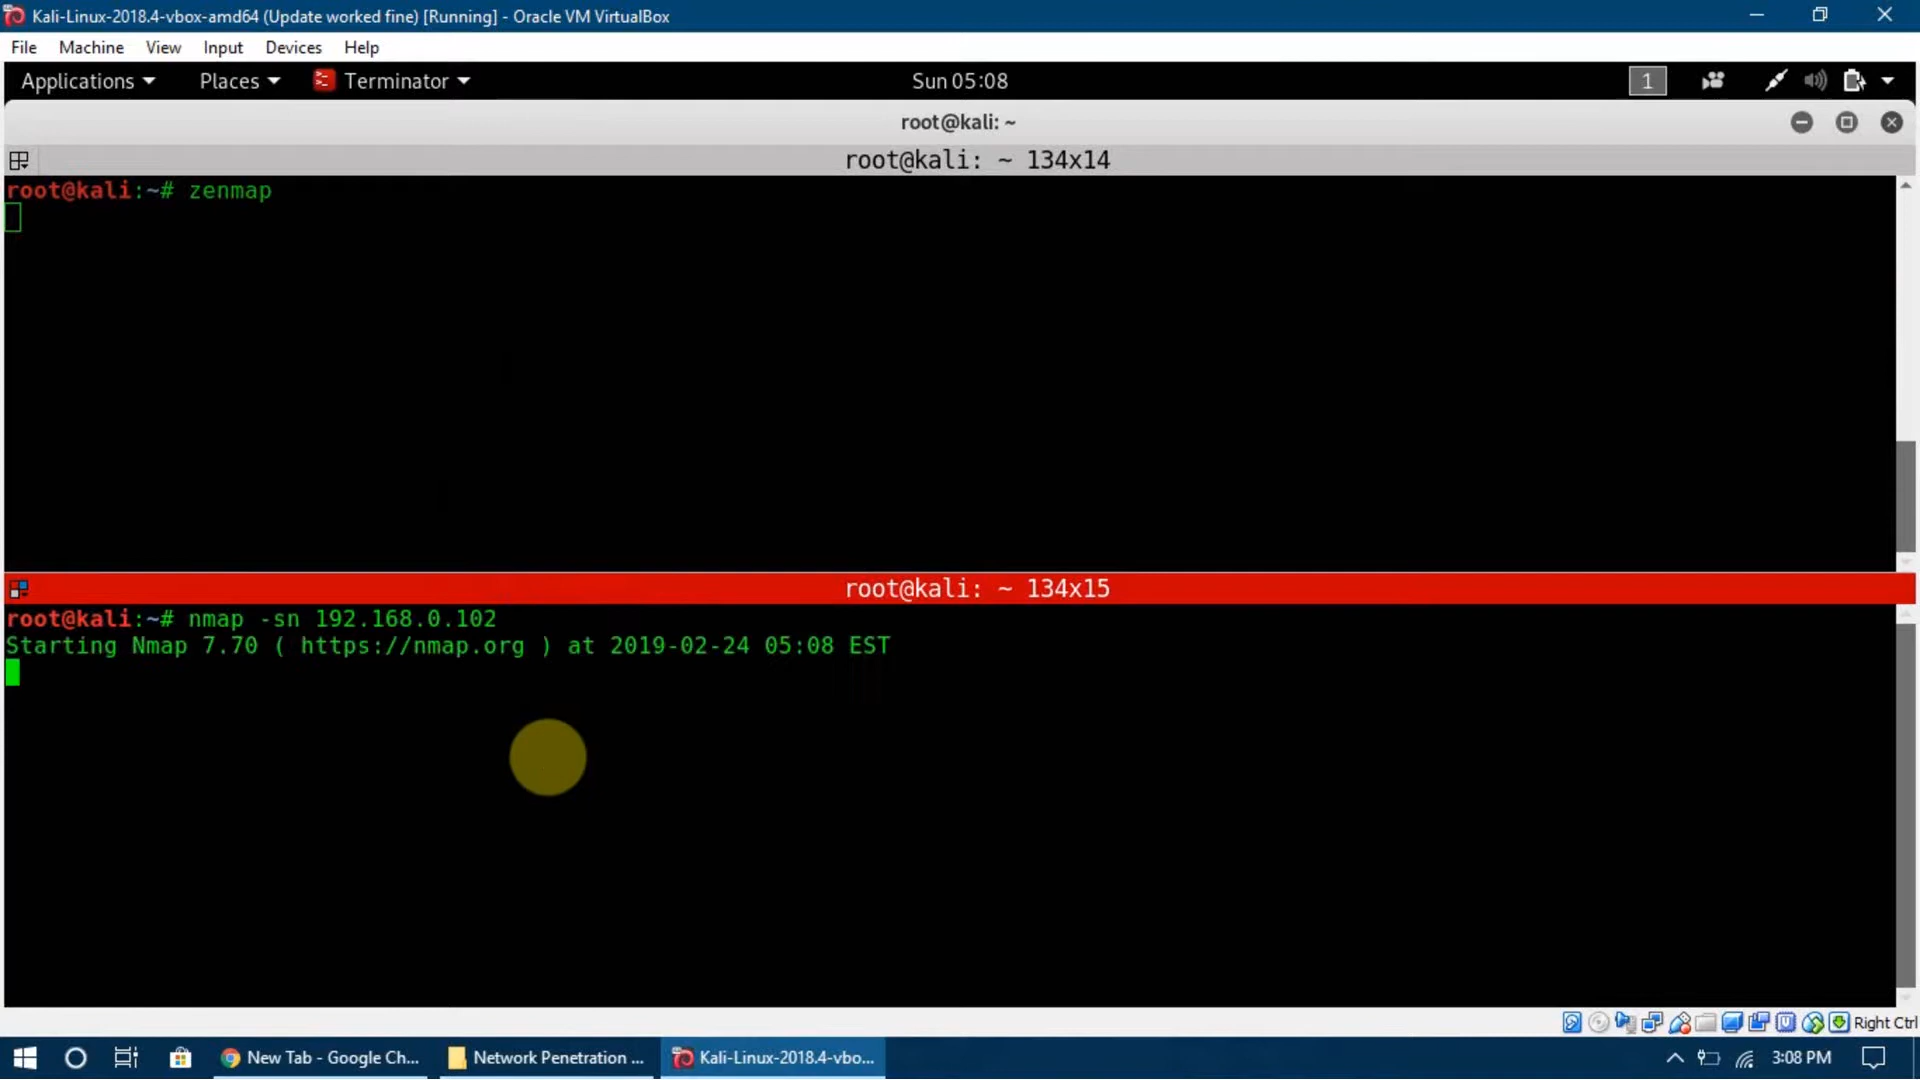 Kali-Linux-2018.4-vbox-amd64 (Update worked fine) [Running] - Oracle VM VirtualBox
File Machine View Input Devices Help
Applications Places Terminator Sun 05:08 1
root@kali: ~
root@kali: ~ 134x14
root@kali:~# zenmap
root@kali: ~ 134x15
root@kali:~# nmap -sn 192.168.0.102
Starting Nmap 7.70 ( https://nmap.org ) at 2019-02-24 05:08 EST
Right Ctrl
New Tab - Google Ch... Network Penetration ... Kali-Linux-2018.4-vbo... 3:08 PM